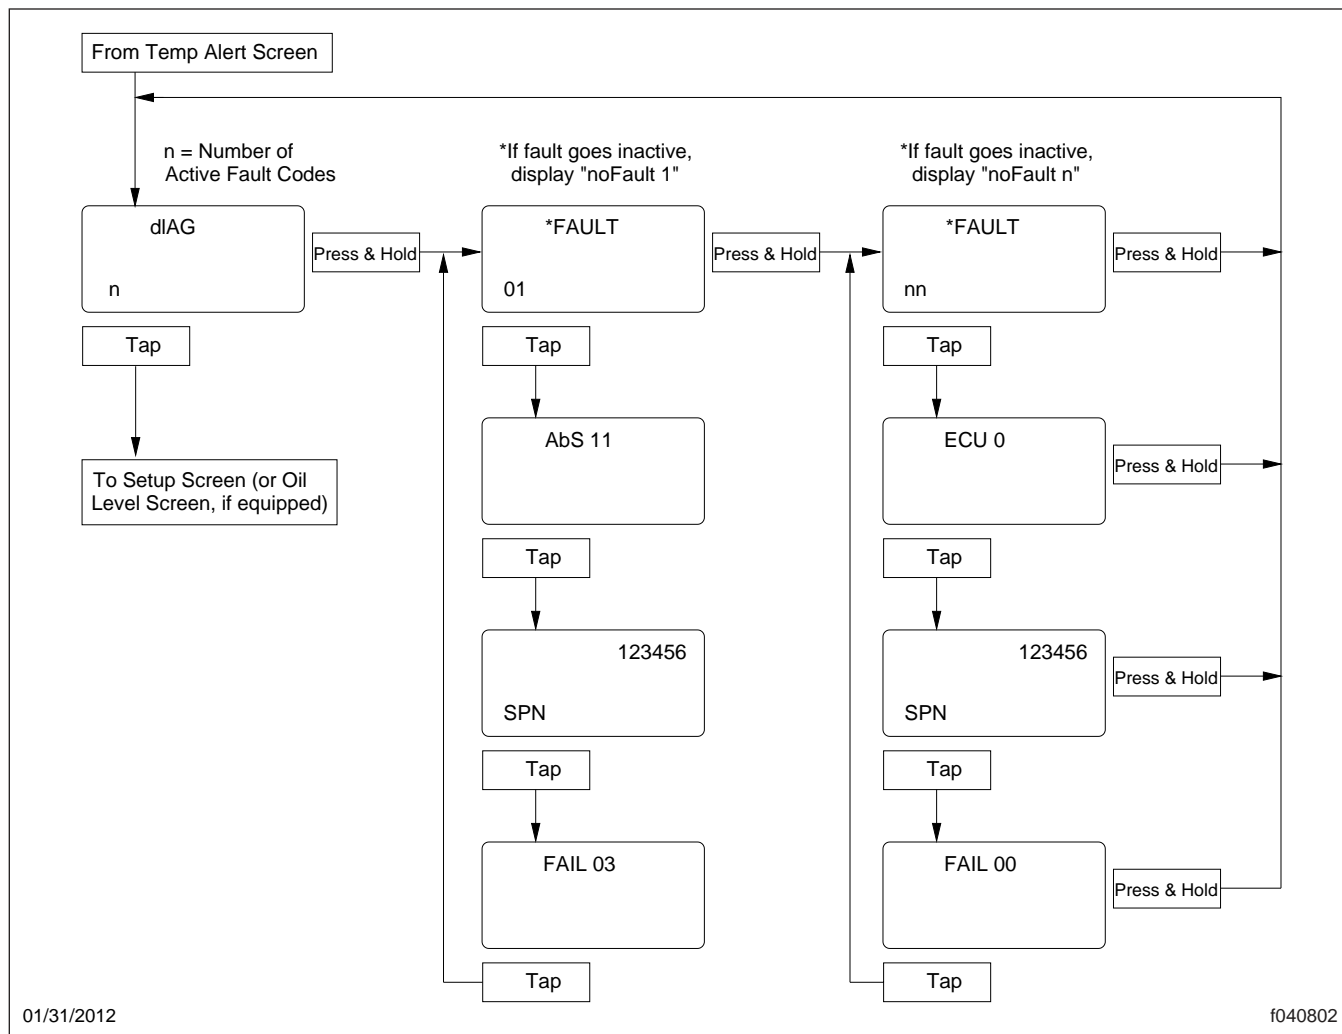 From Temp Alert Screen
n = Number of
Active Fault Codes
*If fault goes inactive,
display "noFault 1"
*If fault goes inactive,
display "noFault n"
dIAG
n
Press & Hold
*FAULT
01
Press & Hold
*FAULT
nn
Press & Hold
Tap
Tap
Tap
To Setup Screen (or Oil
Level Screen, if equipped)
AbS 11
ECU 0
Press & Hold
Tap
Tap
123456
SPN
123456
SPN
Press & Hold
Tap
Tap
FAIL 03
FAIL 00
Press & Hold
Tap
Tap
01/31/2012
f040802